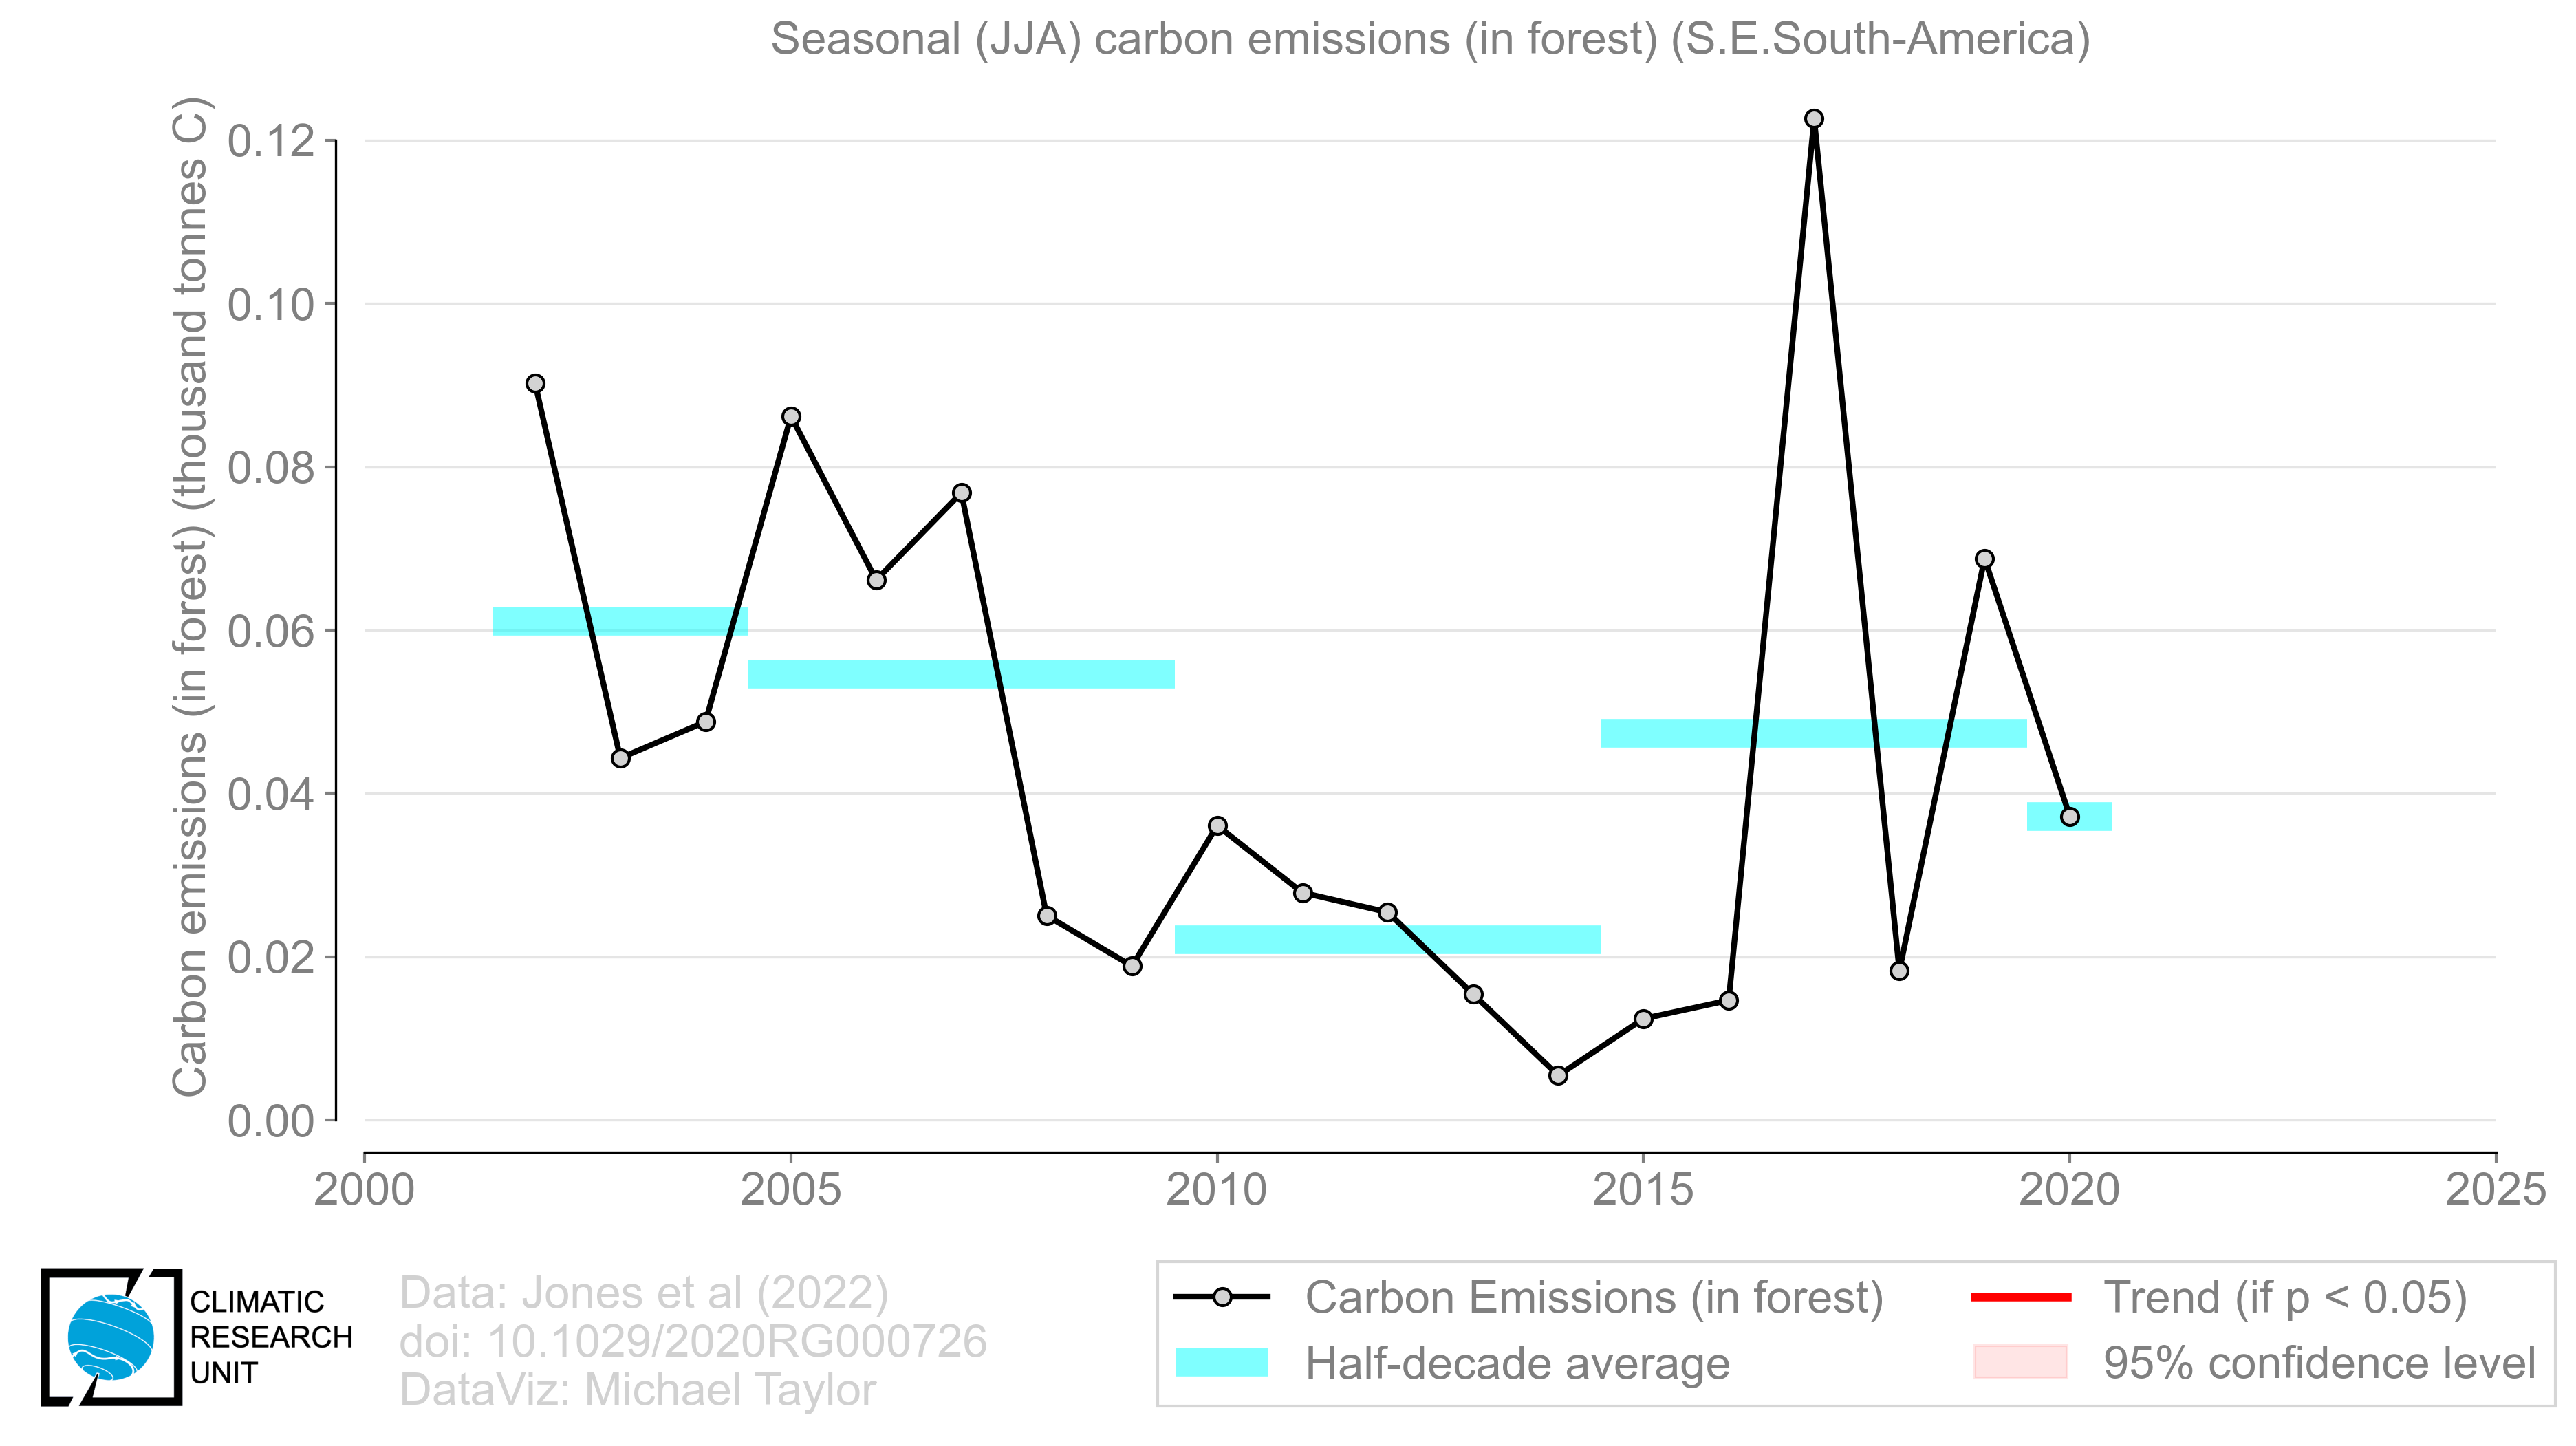 Seasonal (JJA) carbon emissions (in forest) (S.E.South-America)
Carbon emissions (in forest) (thousand tonnes C)
0.12
0.10
0.08
0.06
0.04
0.02
0.00
2000 2005 2010 2015 2020 2025
CLIMATIC
RESEARCH
UNIT
Data: Jones et al (2022)
doi: 10.1029/2020RG000726
DataViz: Michael Taylor
Carbon Emissions (in forest)
Half-decade average
Trend (if p < 0.05)
95% confidence level